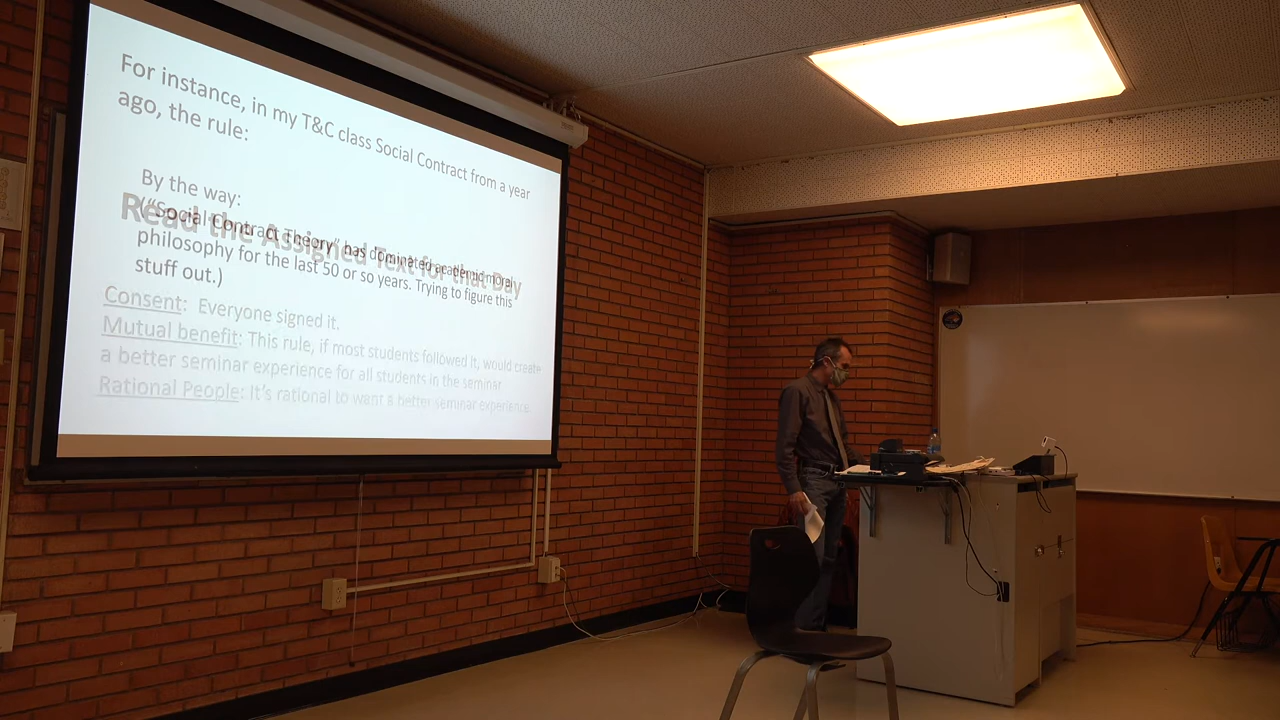 For instance, in my T&C class Social Contract from a year
ago, the rule:
By the way:
Read the Assigned Text for that Day
("Social Contract Theory" has dominated academic moral
philosophy for the last 50 or so years. Trying to figure this
stuff out.)
Consent: Everyone signed it.
Mutual benefit: This rule, if most students followed it, would create
a better seminar experience for all students in the seminar
Rational People: It's rational to want a better seminar experience.